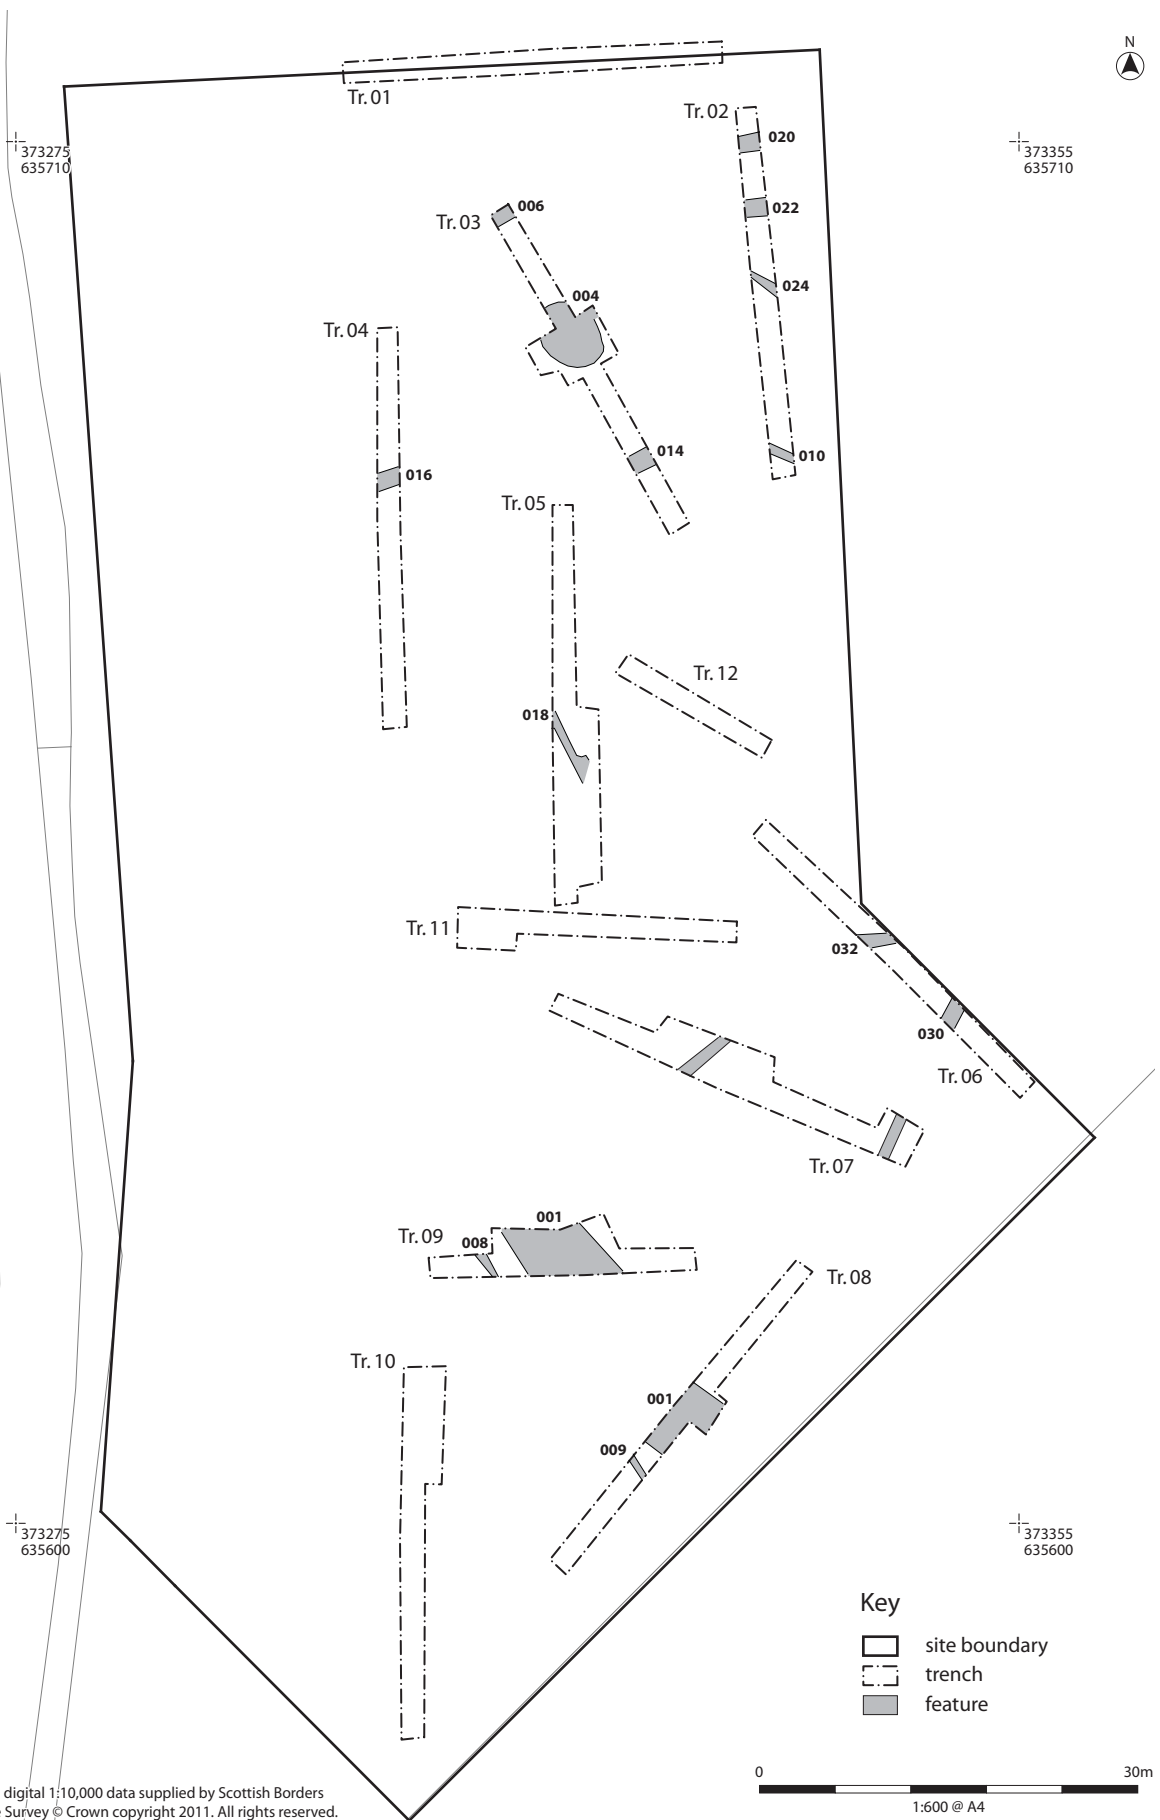 N
Tr. 01
Tr. 02
020
373275
635710
373355
635710
022
006
Tr. 03
024
004
Tr. 04
014
010
016
Tr. 05
Tr. 12
018
Tr. 11
032
030
Tr. 06
Tr. 07
001
Tr. 09
008
Tr. 08
Tr. 10
001
009
373275
635600
373355
635600
Key
site boundary
trench
feature
0
30m
1:600 @ A4
digital 1:10,000 data supplied by Scottish Borders
Survey © Crown copyright 2011. All rights reserved.